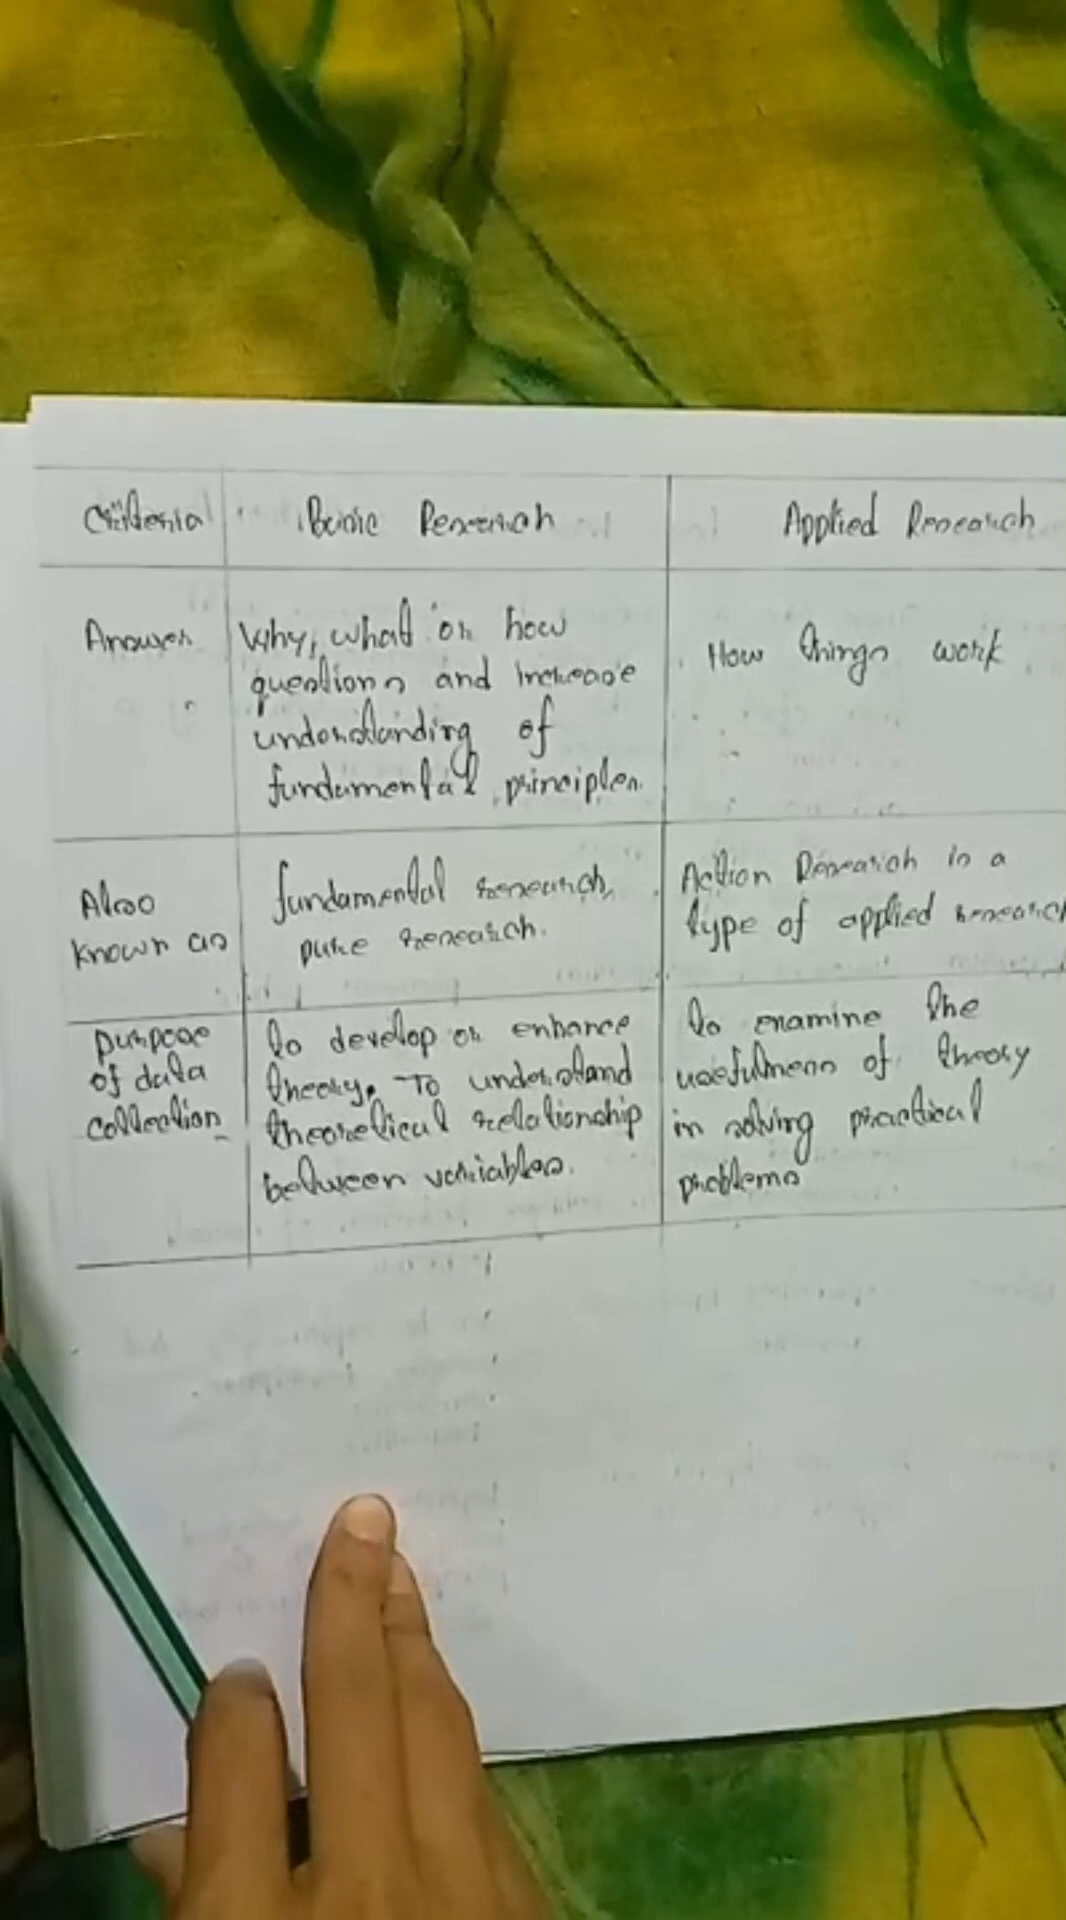 Criteria Basic Research Applied Research
Answer
Why, what or how
questions and increase
understanding of
fundamental principles.
How things work
Also
known as
fundamental research,
pure research.
Action Research is a
type of applied research
purpose
of data
collection
To develop or enhance
theory. To understand
theoretical relationship
between variables.
To examine the
usefulness of theory
in solving practical
problems